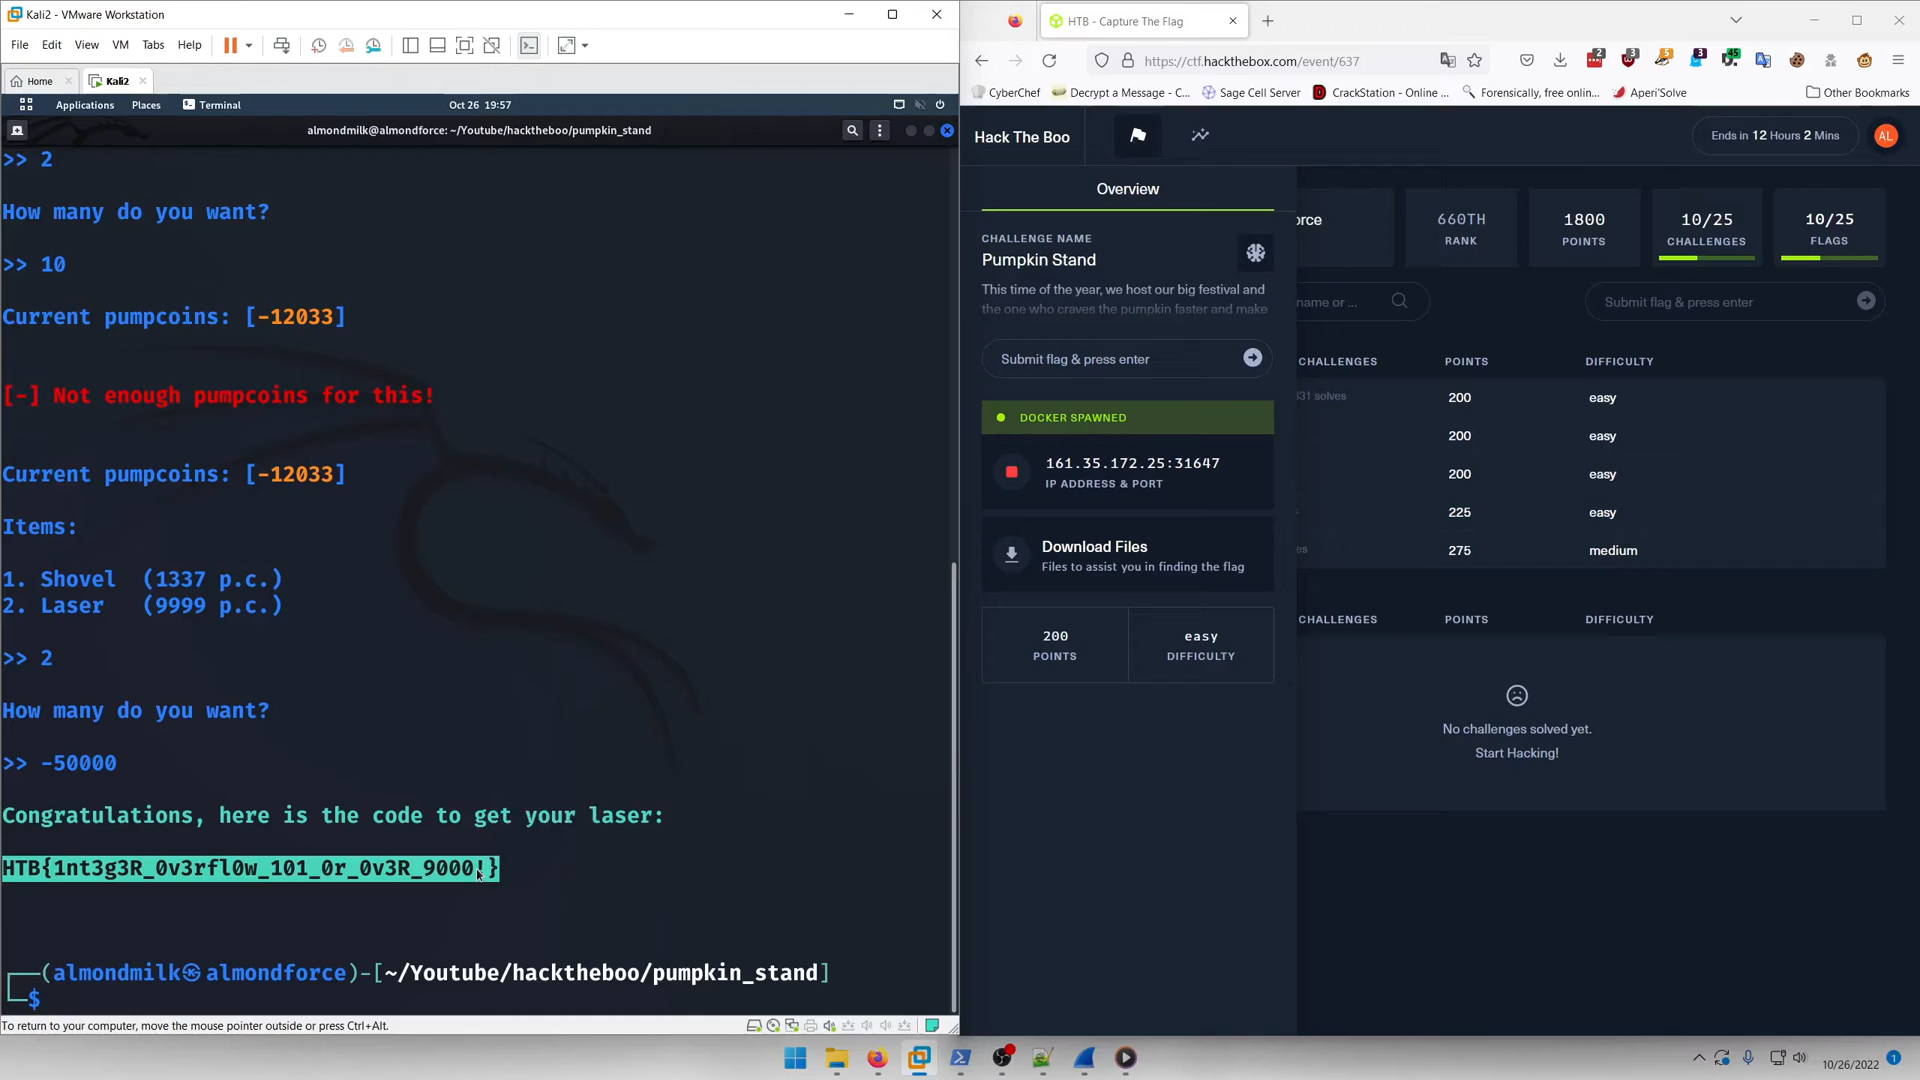 Kali2 - VMware Workstation
File Edit View VM Tabs Help
Home Kali2
Applications Places Terminal Oct 26 19:57
almondmilk@almondforce: ~/Youtube/hacktheboo/pumpkin_stand
>> 2
How many do you want?
>> 10
Current pumpcoins: [-12033]
[-] Not enough pumpcoins for this!
Current pumpcoins: [-12033]
Items:
1. Shovel (1337 p.c.)
2. Laser (9999 p.c.)
>> 2
How many do you want?
>> -50000
Congratulations, here is the code to get your laser:
HTB{1nt3g3R_0v3rfl0w_101_0r_0v3R_9000!}
(almondmilk㉿almondforce)-[~/Youtube/hacktheboo/pumpkin_stand]
$
To return to your computer, move the mouse pointer outside or press Ctrl+Alt.
HTB - Capture The Flag
https://ctf.hackthebox.com/event/637
2 3 5 3 45
CyberChef Decrypt a Message - C... Sage Cell Server CrackStation - Online ... Forensically, free onlin... Aperi'Solve Other Bookmarks
Hack The Boo
Ends in 12 Hours 2 Mins AL
Overview
CHALLENGE NAME
Pumpkin Stand
This time of the year, we host our big festival and
the one who craves the pumpkin faster and make
Submit flag & press enter
DOCKER SPAWNED
161.35.172.25:31647
IP ADDRESS & PORT
Download Files
Files to assist you in finding the flag
200 easy
POINTS DIFFICULTY
orce
660TH 1800 10/25 10/25
RANK POINTS CHALLENGES FLAGS
name or ... Submit flag & press enter
CHALLENGES POINTS DIFFICULTY
solves 200 easy
200 easy
200 easy
225 easy
275 medium
CHALLENGES POINTS DIFFICULTY
No challenges solved yet.
Start Hacking!
10/26/2022 1